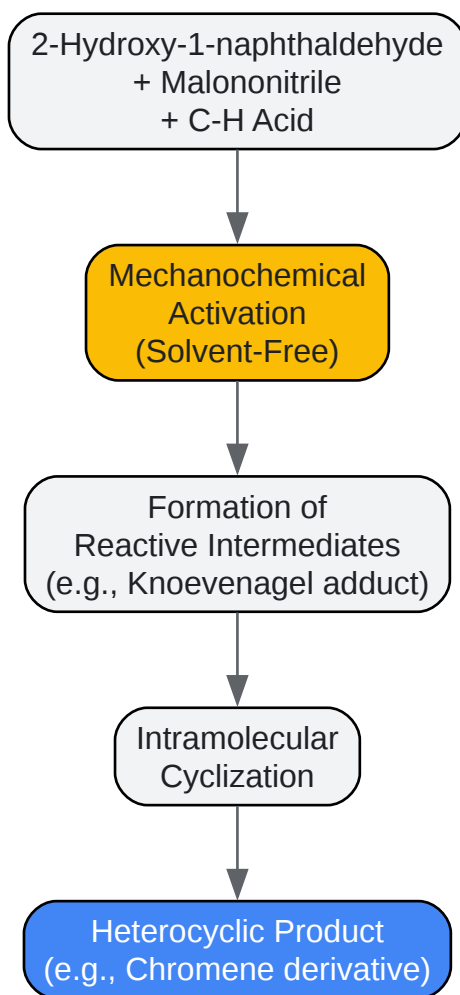 2-Hydroxy-1-naphthaldehyde
+ Malononitrile
+ C-H Acid
Mechanochemical
Activation
(Solvent-Free)
Formation of
Reactive Intermediates
(e.g., Knoevenagel adduct)
Intramolecular
Cyclization
Heterocyclic Product
(e.g., Chromene derivative)